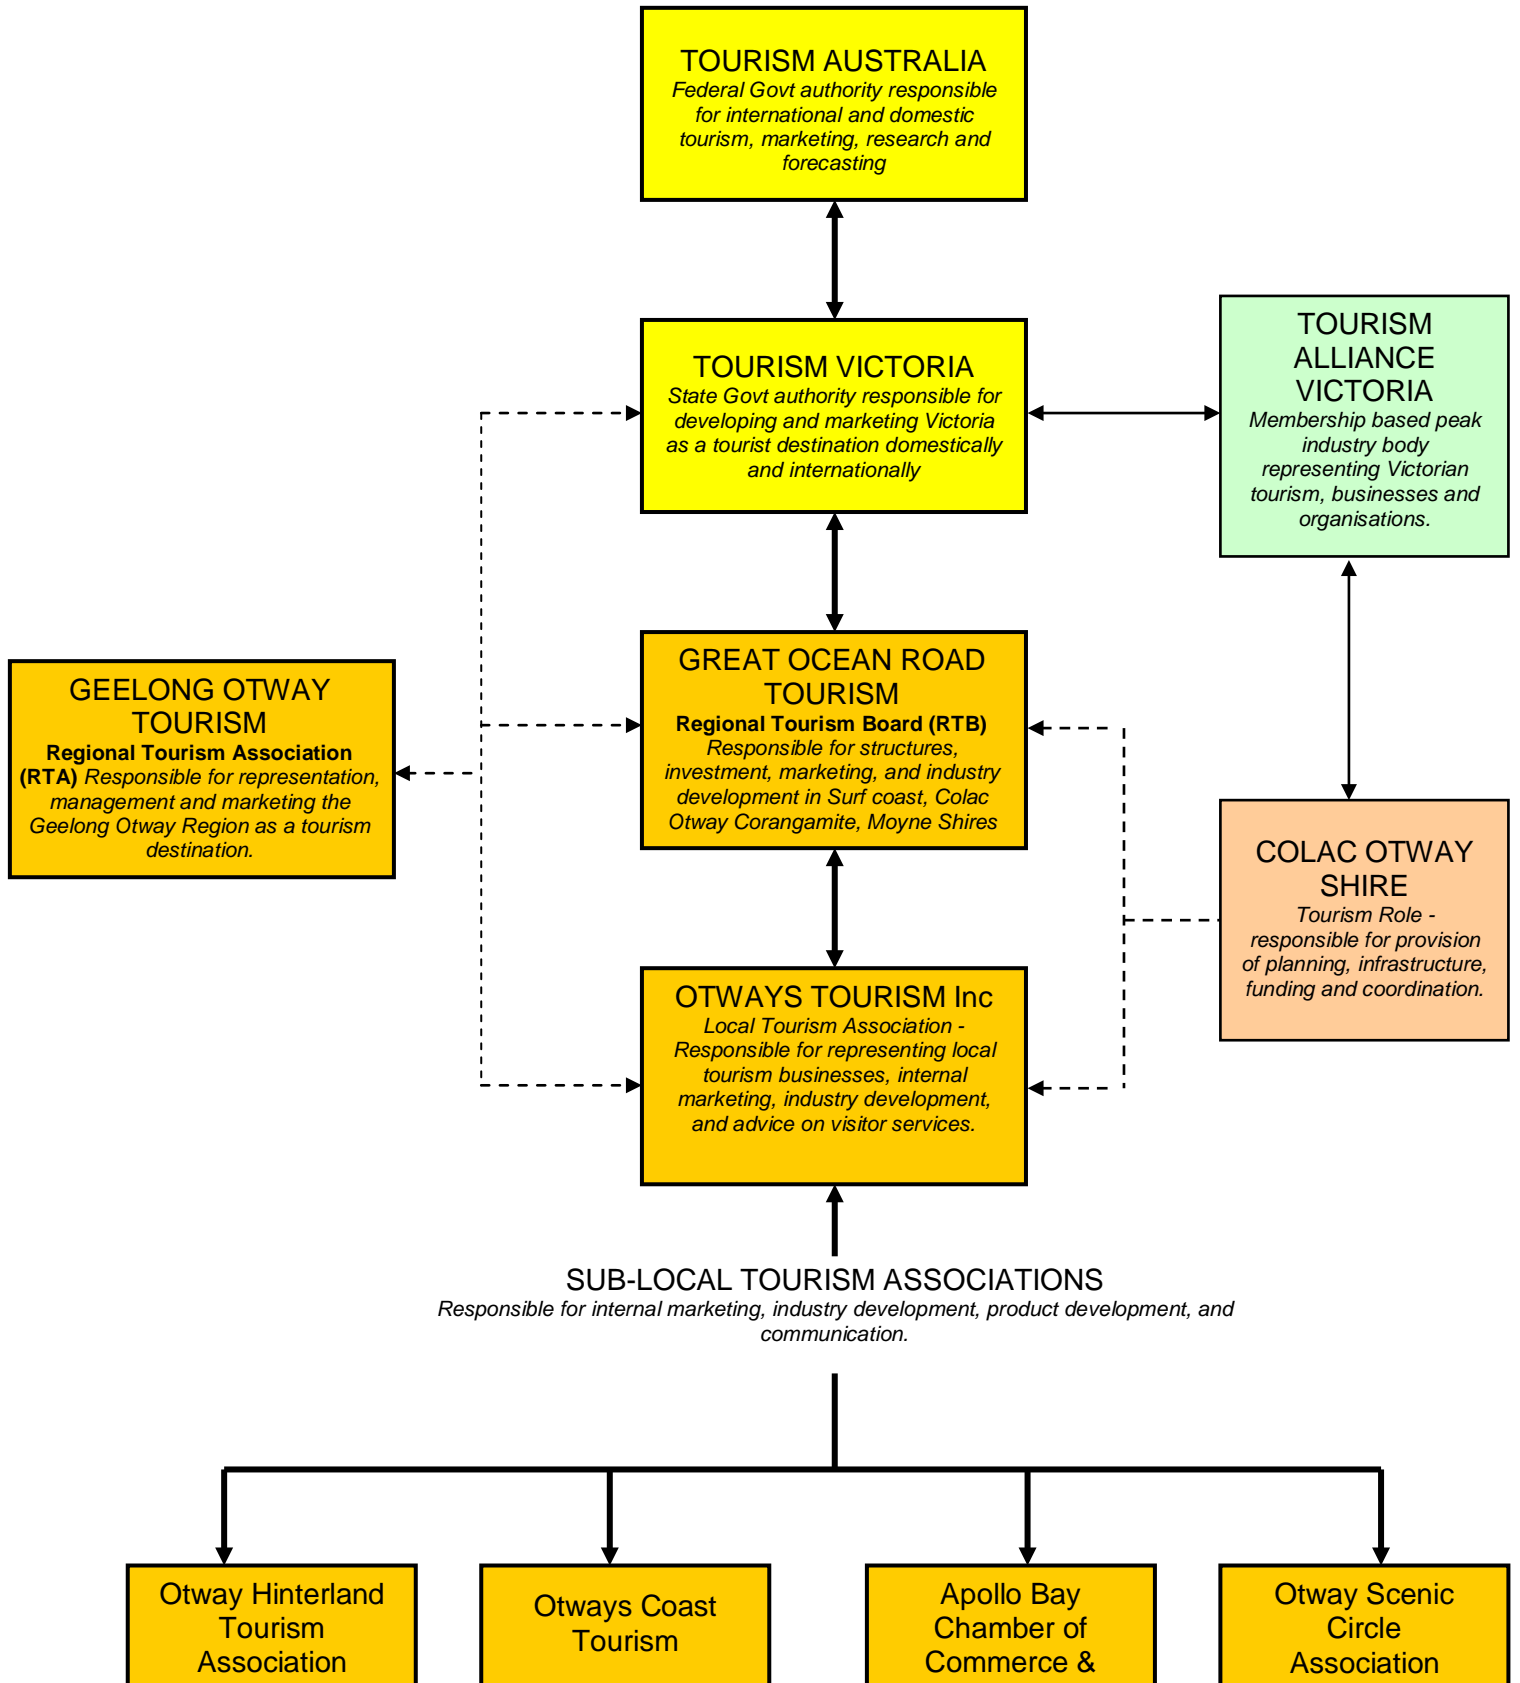 TOURISM AUSTRALIA
Federal Govt authority responsible
for international and domestic
tourism, marketing, research and
forecasting
TOURISM VICTORIA
State Govt authority responsible for
developing and marketing Victoria
as a tourist destination domestically
and internationally
TOURISM
ALLIANCE
VICTORIA
Membership based peak
industry body
representing Victorian
tourism, businesses and
organisations.
GEELONG OTWAY
TOURISM
Regional Tourism Association
(RTA) Responsible for representation,
management and marketing the
Geelong Otway Region as a tourism
destination.
GREAT OCEAN ROAD
TOURISM
Regional Tourism Board (RTB)
Responsible for structures,
investment, marketing, and industry
development in Surf coast, Colac
Otway Corangamite, Moyne Shires
COLAC OTWAY
SHIRE
Tourism Role -
responsible for provision
of planning, infrastructure,
funding and coordination.
OTWAYS TOURISM Inc
Local Tourism Association -
Responsible for representing local
tourism businesses, internal
marketing, industry development,
and advice on visitor services.
SUB-LOCAL TOURISM ASSOCIATIONS
Responsible for internal marketing, industry development, product development, and
communication.
Otway Hinterland
Tourism
Association
Otways Coast
Tourism
Apollo Bay
Chamber of
Commerce &
Otway Scenic
Circle
Association